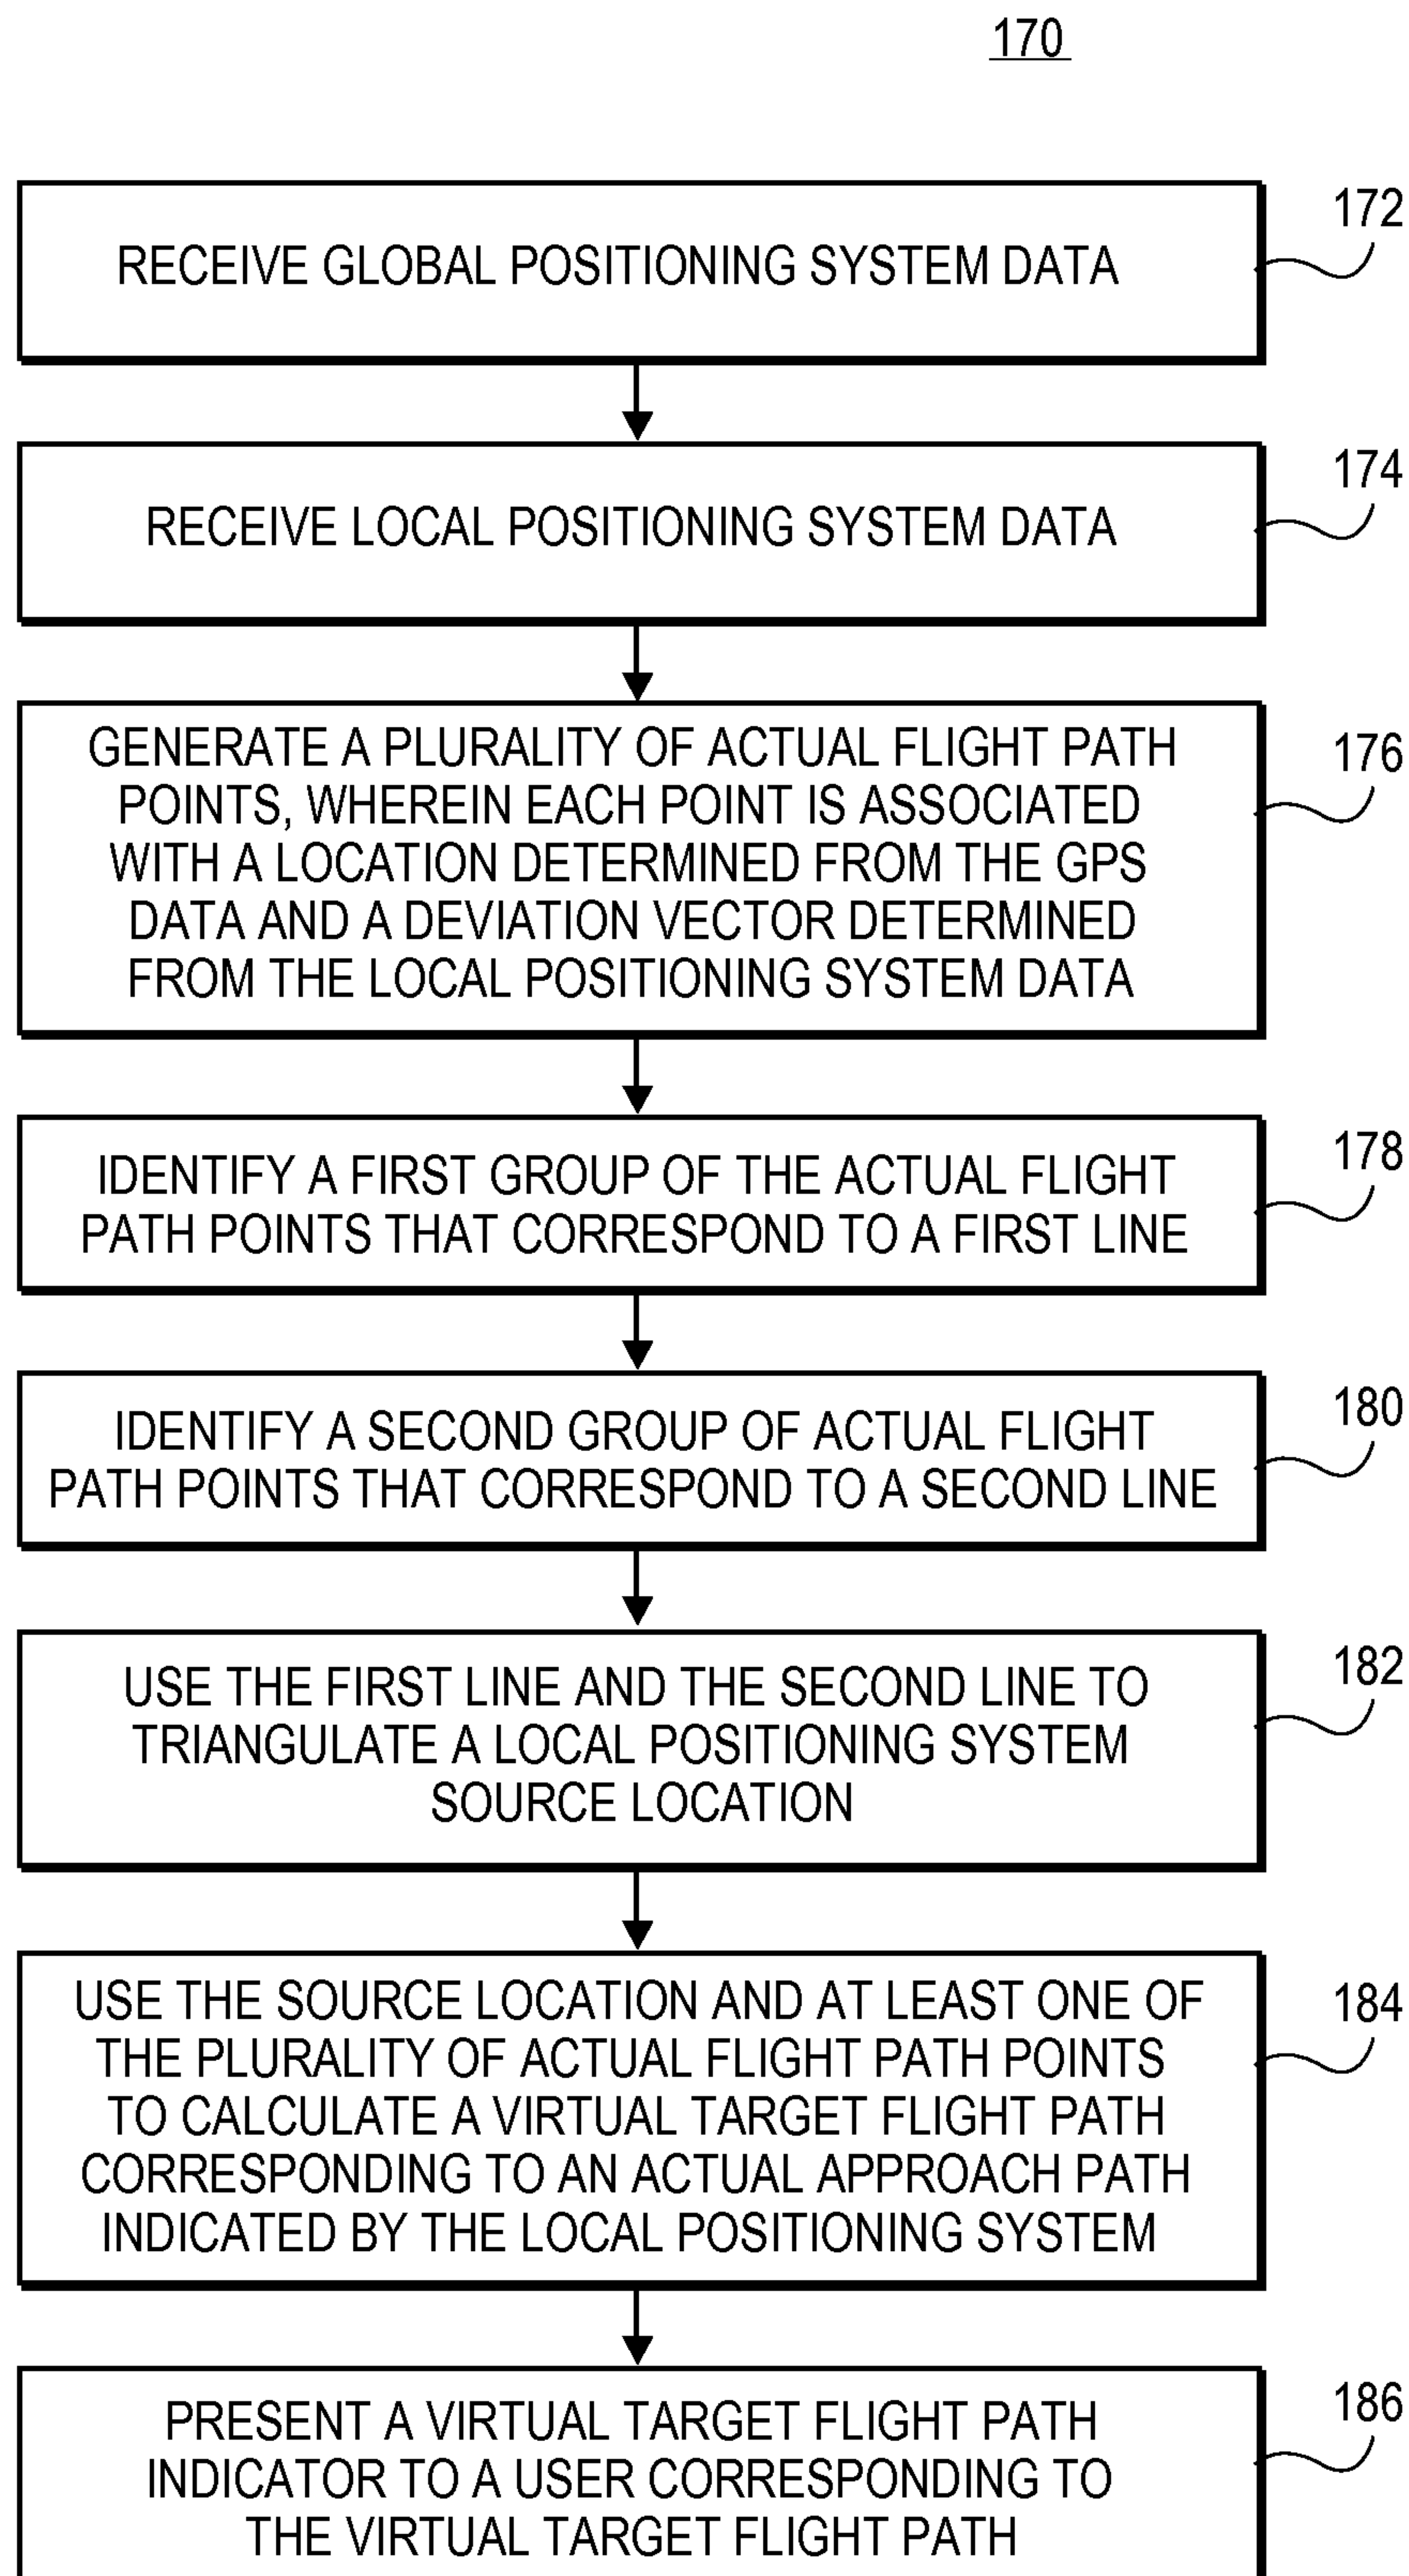 170
RECEIVE GLOBAL POSITIONING SYSTEM DATA
172
RECEIVE LOCAL POSITIONING SYSTEM DATA
174
GENERATE A PLURALITY OF ACTUAL FLIGHT PATH
POINTS, WHEREIN EACH POINT IS ASSOCIATED
WITH A LOCATION DETERMINED FROM THE GPS
DATA AND A DEVIATION VECTOR DETERMINED
FROM THE LOCAL POSITIONING SYSTEM DATA
176
IDENTIFY A FIRST GROUP OF THE ACTUAL FLIGHT
PATH POINTS THAT CORRESPOND TO A FIRST LINE
178
IDENTIFY A SECOND GROUP OF ACTUAL FLIGHT
PATH POINTS THAT CORRESPOND TO A SECOND LINE
180
USE THE FIRST LINE AND THE SECOND LINE TO
TRIANGULATE A LOCAL POSITIONING SYSTEM
SOURCE LOCATION
182
USE THE SOURCE LOCATION AND AT LEAST ONE OF
THE PLURALITY OF ACTUAL FLIGHT PATH POINTS
TO CALCULATE A VIRTUAL TARGET FLIGHT PATH
CORRESPONDING TO AN ACTUAL APPROACH PATH
INDICATED BY THE LOCAL POSITIONING SYSTEM
184
PRESENT A VIRTUAL TARGET FLIGHT PATH
INDICATOR TO A USER CORRESPONDING TO
THE VIRTUAL TARGET FLIGHT PATH
186